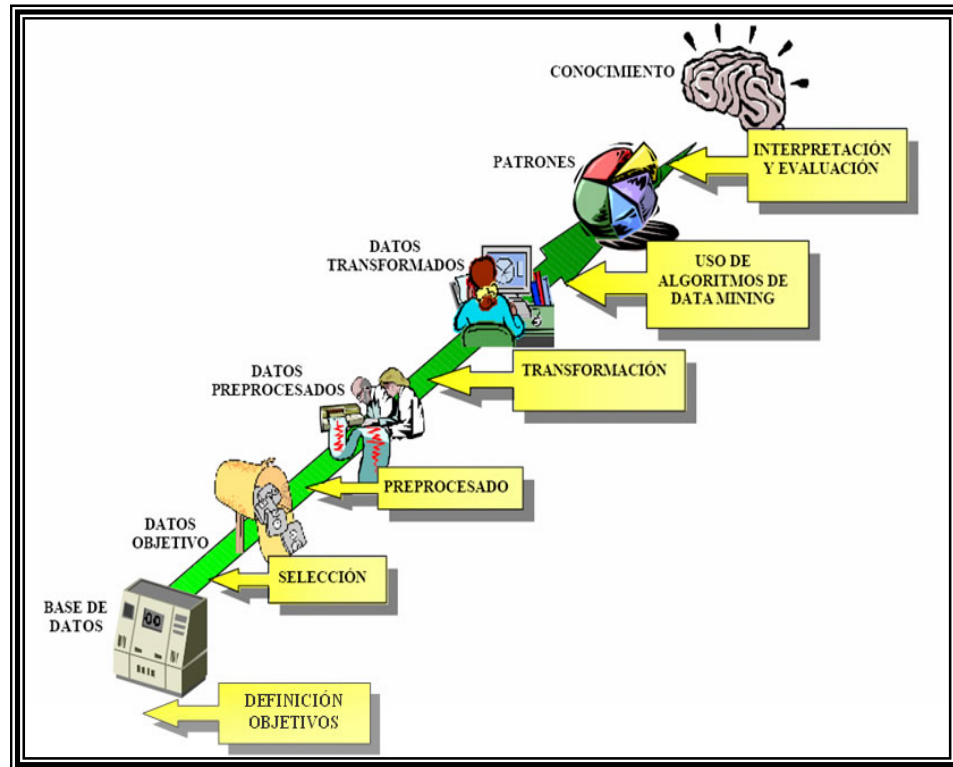 CONOCIMIENTO
INTERPRETACIÓN
Y EVALUACIÓN
PATRONES
DATOS
TRANSFORMADOS
USO DE
ALGORITMOS DE
DATA MINING
DATOS
PREPROCESADOS
TRANSFORMACIÓN
PREPROCESADO
DATOS
OBJETIVO
SELECCIÓN
BASE DE
DATOS
DEFINICIÓN
OBJETIVOS